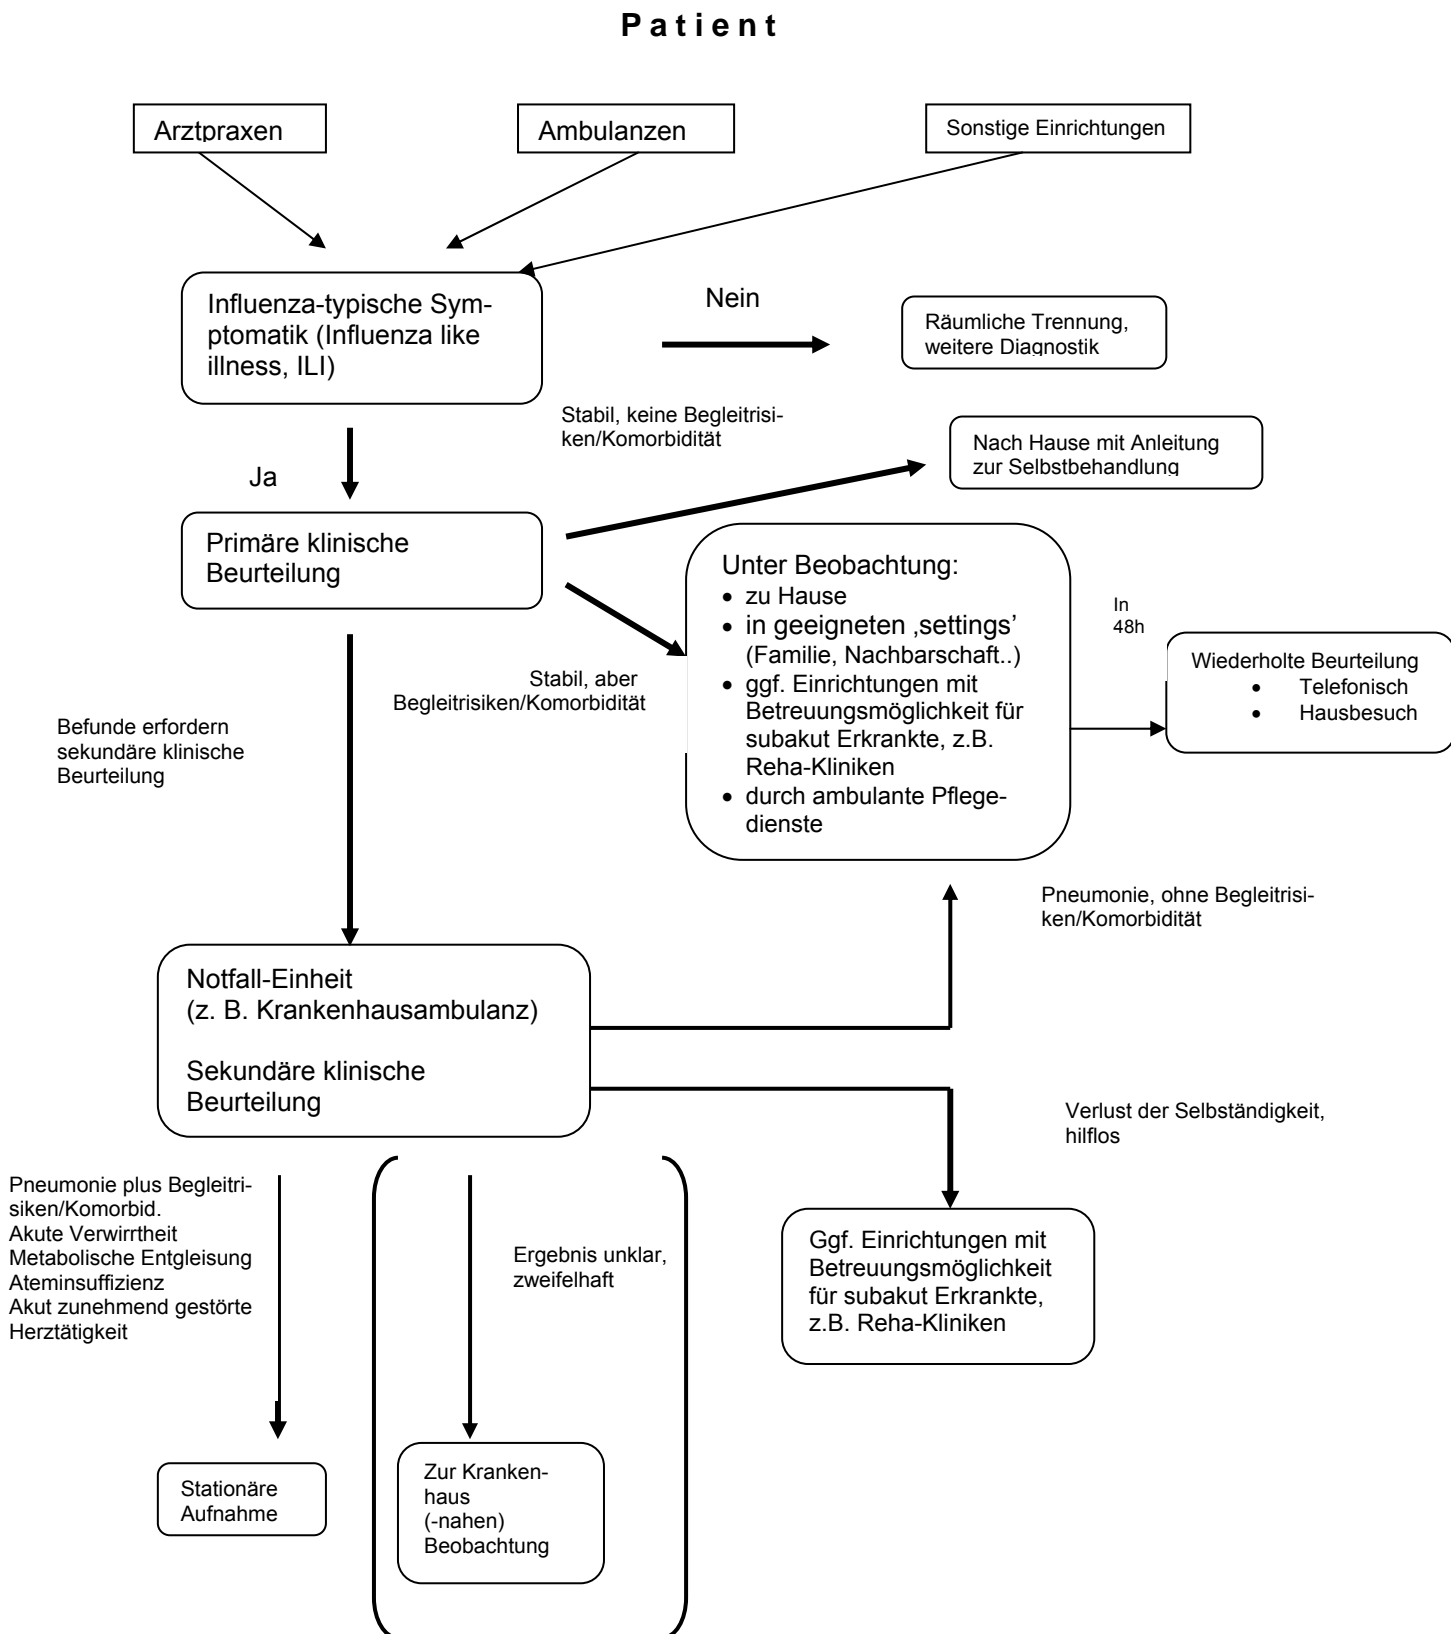 Patient
Arztpraxen
Ambulanzen
Sonstige Einrichtungen
Influenza-typische Sym-
ptomatik (Influenza like
illness, ILI)
Nein
Räumliche Trennung,
weitere Diagnostik
Stabil, keine Begleitrisi-
ken/Komorbidität
Nach Hause mit Anleitung
zur Selbstbehandlung
Ja
Primäre klinische
Beurteilung
Unter Beobachtung:
• zu Hause
• in geeigneten ‚settings’
(Familie, Nachbarschaft..)
• ggf. Einrichtungen mit
Betreuungsmöglichkeit für
subakut Erkrankte, z.B.
Reha-Kliniken
• durch ambulante Pflege-
dienste
In
48h
Wiederholte Beurteilung
• Telefonisch
• Hausbesuch
Stabil, aber
Begleitrisiken/Komorbidität
Befunde erfordern
sekundäre klinische
Beurteilung
Pneumonie, ohne Begleitrisi-
ken/Komorbidität
Notfall-Einheit
(z. B. Krankenhausambulanz)
Sekundäre klinische
Beurteilung
Verlust der Selbständigkeit,
hilflos
Pneumonie plus Begleitri-
siken/Komorbid.
Akute Verwirrtheit
Metabolische Entgleisung
Ateminsuffizienz
Akut zunehmend gestörte
Herztätigkeit
Ergebnis unklar,
zweifelhaft
Ggf. Einrichtungen mit
Betreuungsmöglichkeit
für subakut Erkrankte,
z.B. Reha-Kliniken
Stationäre
Aufnahme
Zur Kranken-
haus
(-nahen)
Beobachtung